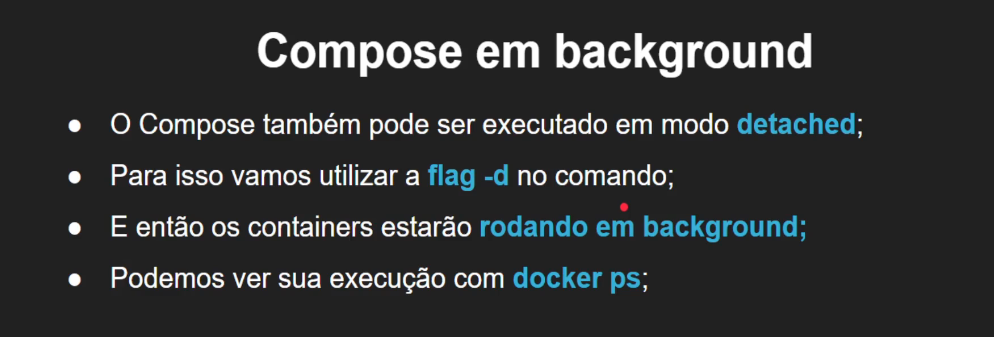 Compose em background
● O Compose também pode ser executado em modo detached;
● Para isso vamos utilizar a flag -d no comando;
● E então os containers estarão rodando em background;
● Podemos ver sua execução com docker ps;